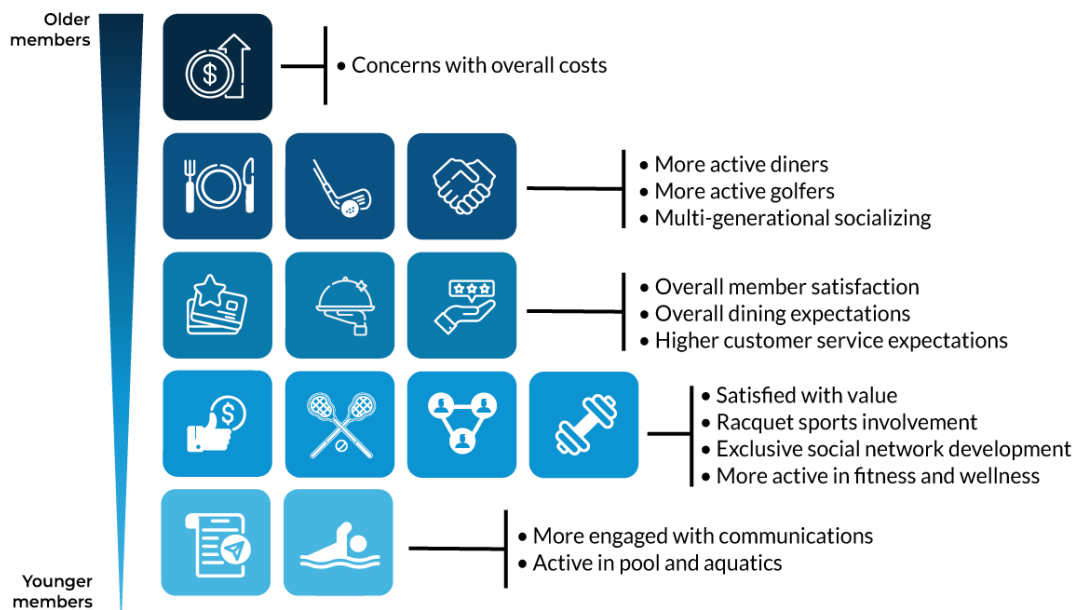 Older
members
$
• Concerns with overall costs
• More active diners
• More active golfers
• Multi-generational socializing
• Overall member satisfaction
• Overall dining expectations
• Higher customer service expectations
$
• Satisfied with value
• Racquet sports involvement
• Exclusive social network development
• More active in fitness and wellness
• More engaged with communications
• Active in pool and aquatics
Younger
members